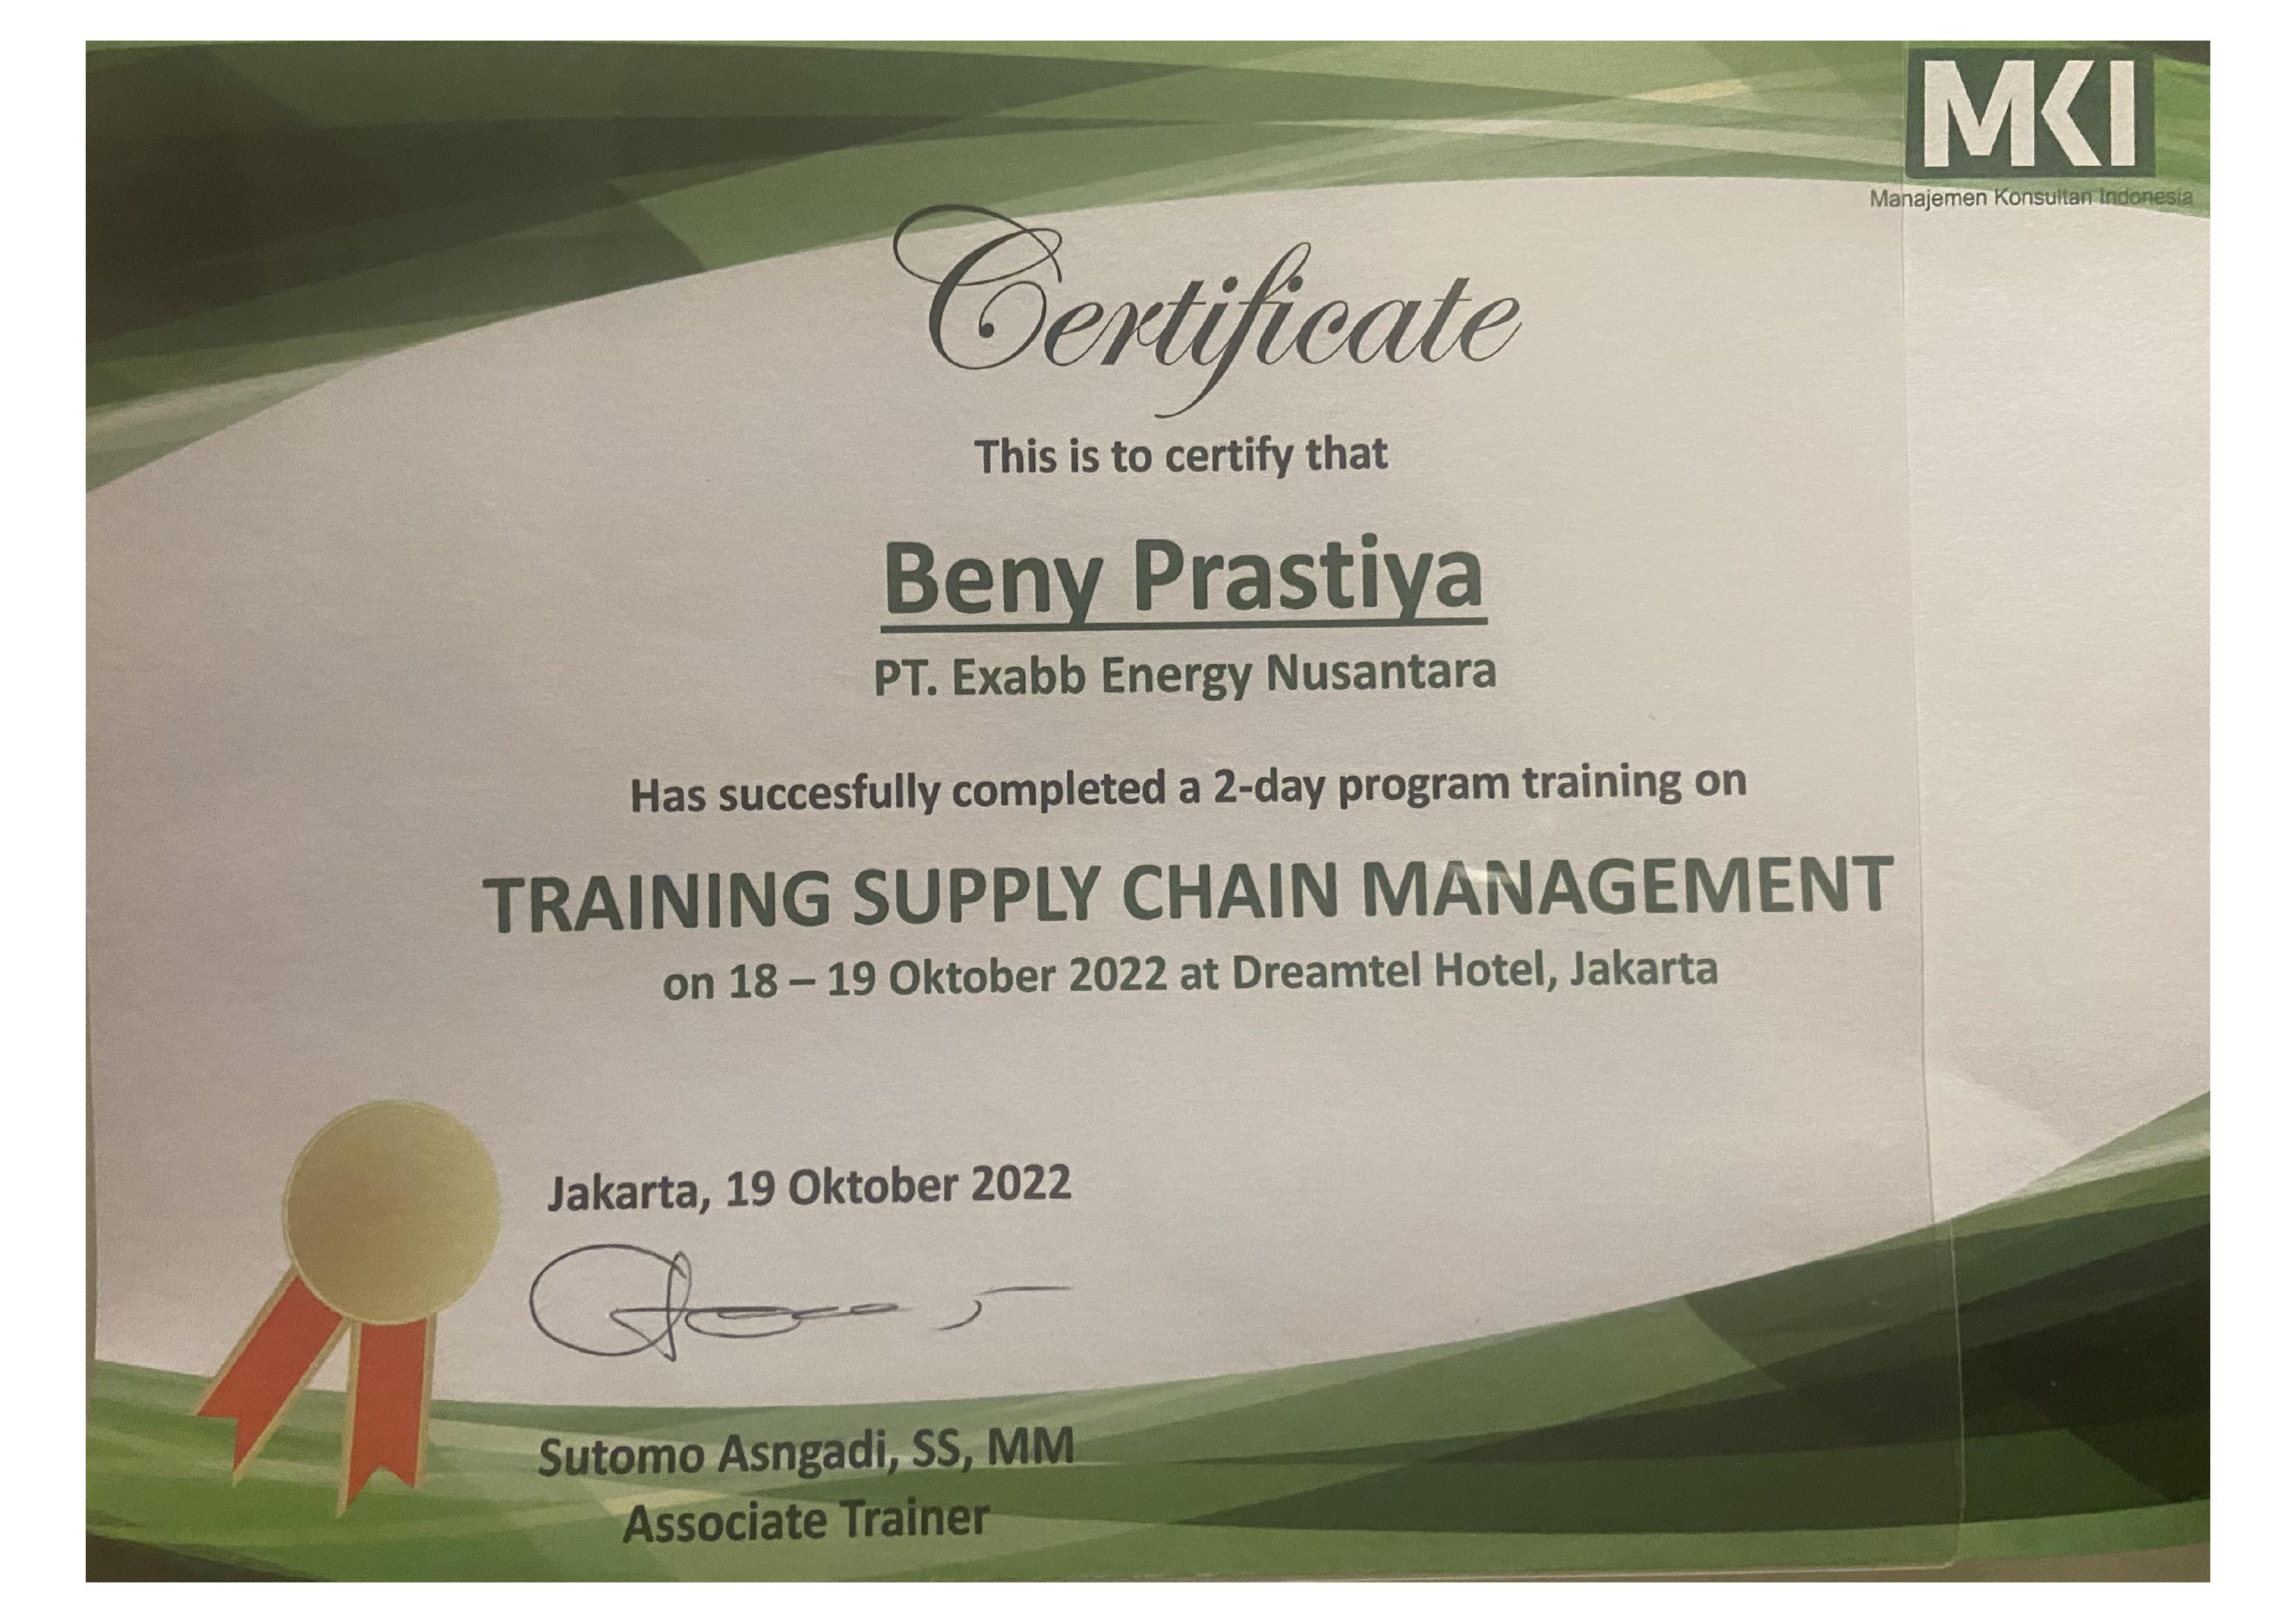 MKI
Manajemen Konsultan Indonesia
Certificate
This is to certify that
Beny Prastiya
PT. Exabb Energy Nusantara
Has succesfully completed a 2-day program training on
TRAINING SUPPLY CHAIN MANAGEMENT
on 18 – 19 Oktober 2022 at Dreamtel Hotel, Jakarta
Jakarta, 19 Oktober 2022
Sutomo Asngadi, SS, MM
Associate Trainer